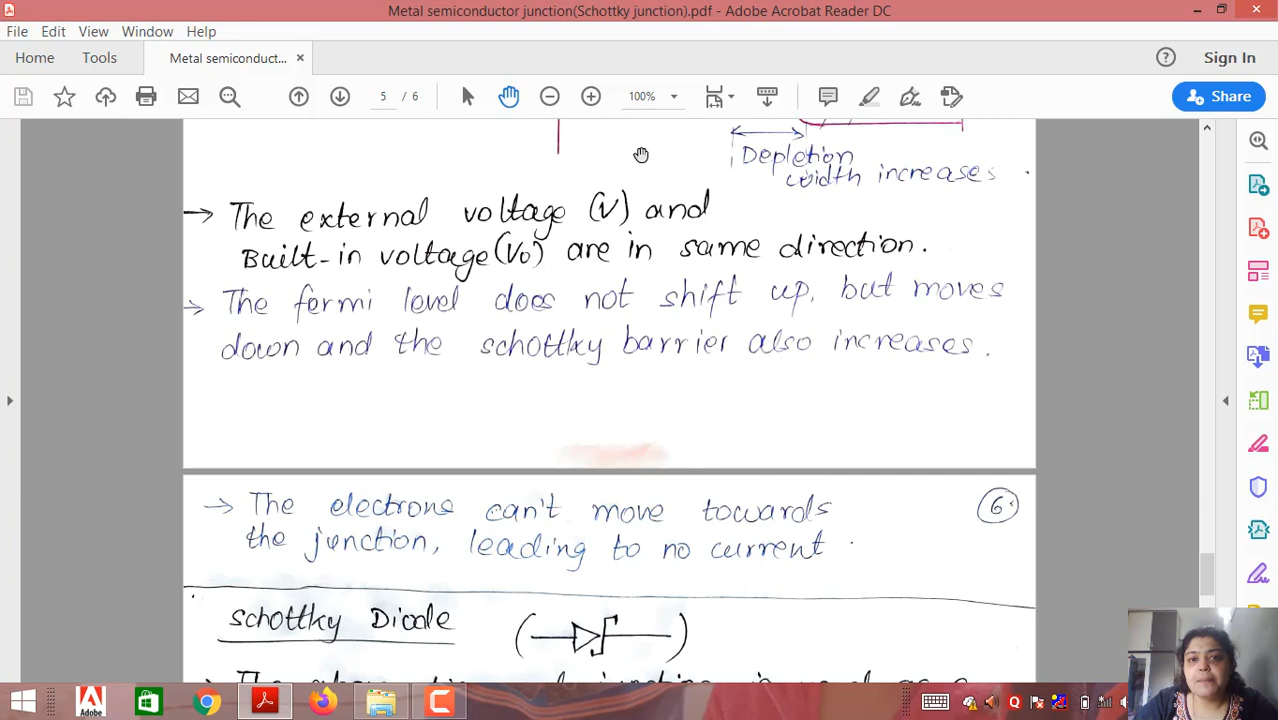 Metal semiconductor junction(Schottky junction).pdf - Adobe Acrobat Reader DC
File Edit View Window Help
Home Tools Metal semiconduct... × Sign In
5 / 6 100% Share
Depletion
width increases
→ The external voltage (V) and
Built-in voltage (V0) are in same direction.
→ The fermi level does not shift up, but moves
down and the schottky barrier also increases.
→ The electrons can't move towards 6
the junction, leading to no current.
Schottky Diode
Adobe